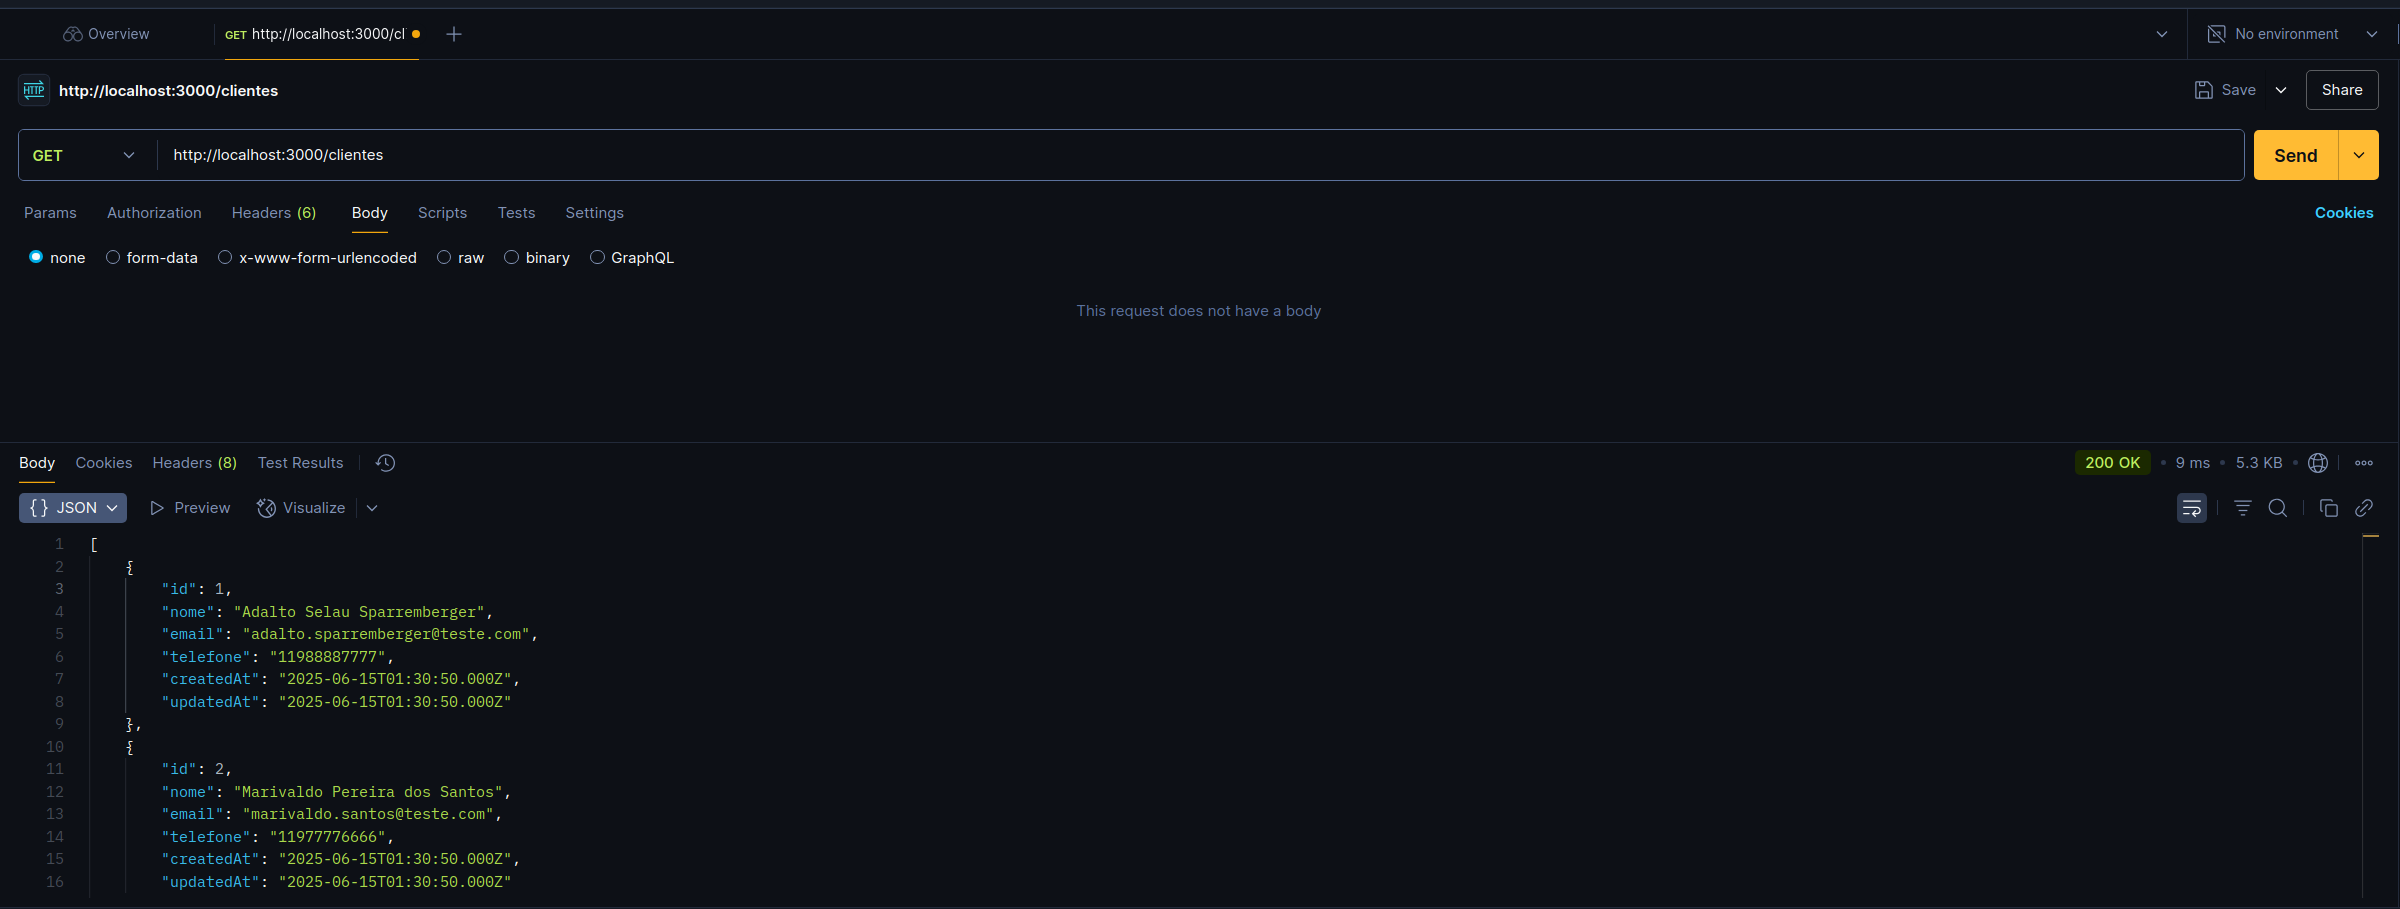 Overview
GET http://localhost:3000/cl
No environment
HTTP http://localhost:3000/clientes
Save
Share
GET http://localhost:3000/clientes
Send
Params Authorization Headers (6) Body Scripts Tests Settings
Cookies
none form-data x-www-form-urlencoded raw binary GraphQL
This request does not have a body
Body Cookies Headers (8) Test Results
200 OK • 9 ms • 5.3 KB •
{} JSON Preview Visualize
1 [
2 {
3 "id": 1,
4 "nome": "Adalto Selau Sparremberger",
5 "email": "adalto.sparremberger@teste.com",
6 "telefone": "11988887777",
7 "createdAt": "2025-06-15T01:30:50.000Z",
8 "updatedAt": "2025-06-15T01:30:50.000Z"
9 },
10 {
11 "id": 2,
12 "nome": "Marivaldo Pereira dos Santos",
13 "email": "marivaldo.santos@teste.com",
14 "telefone": "11977776666",
15 "createdAt": "2025-06-15T01:30:50.000Z",
16 "updatedAt": "2025-06-15T01:30:50.000Z"